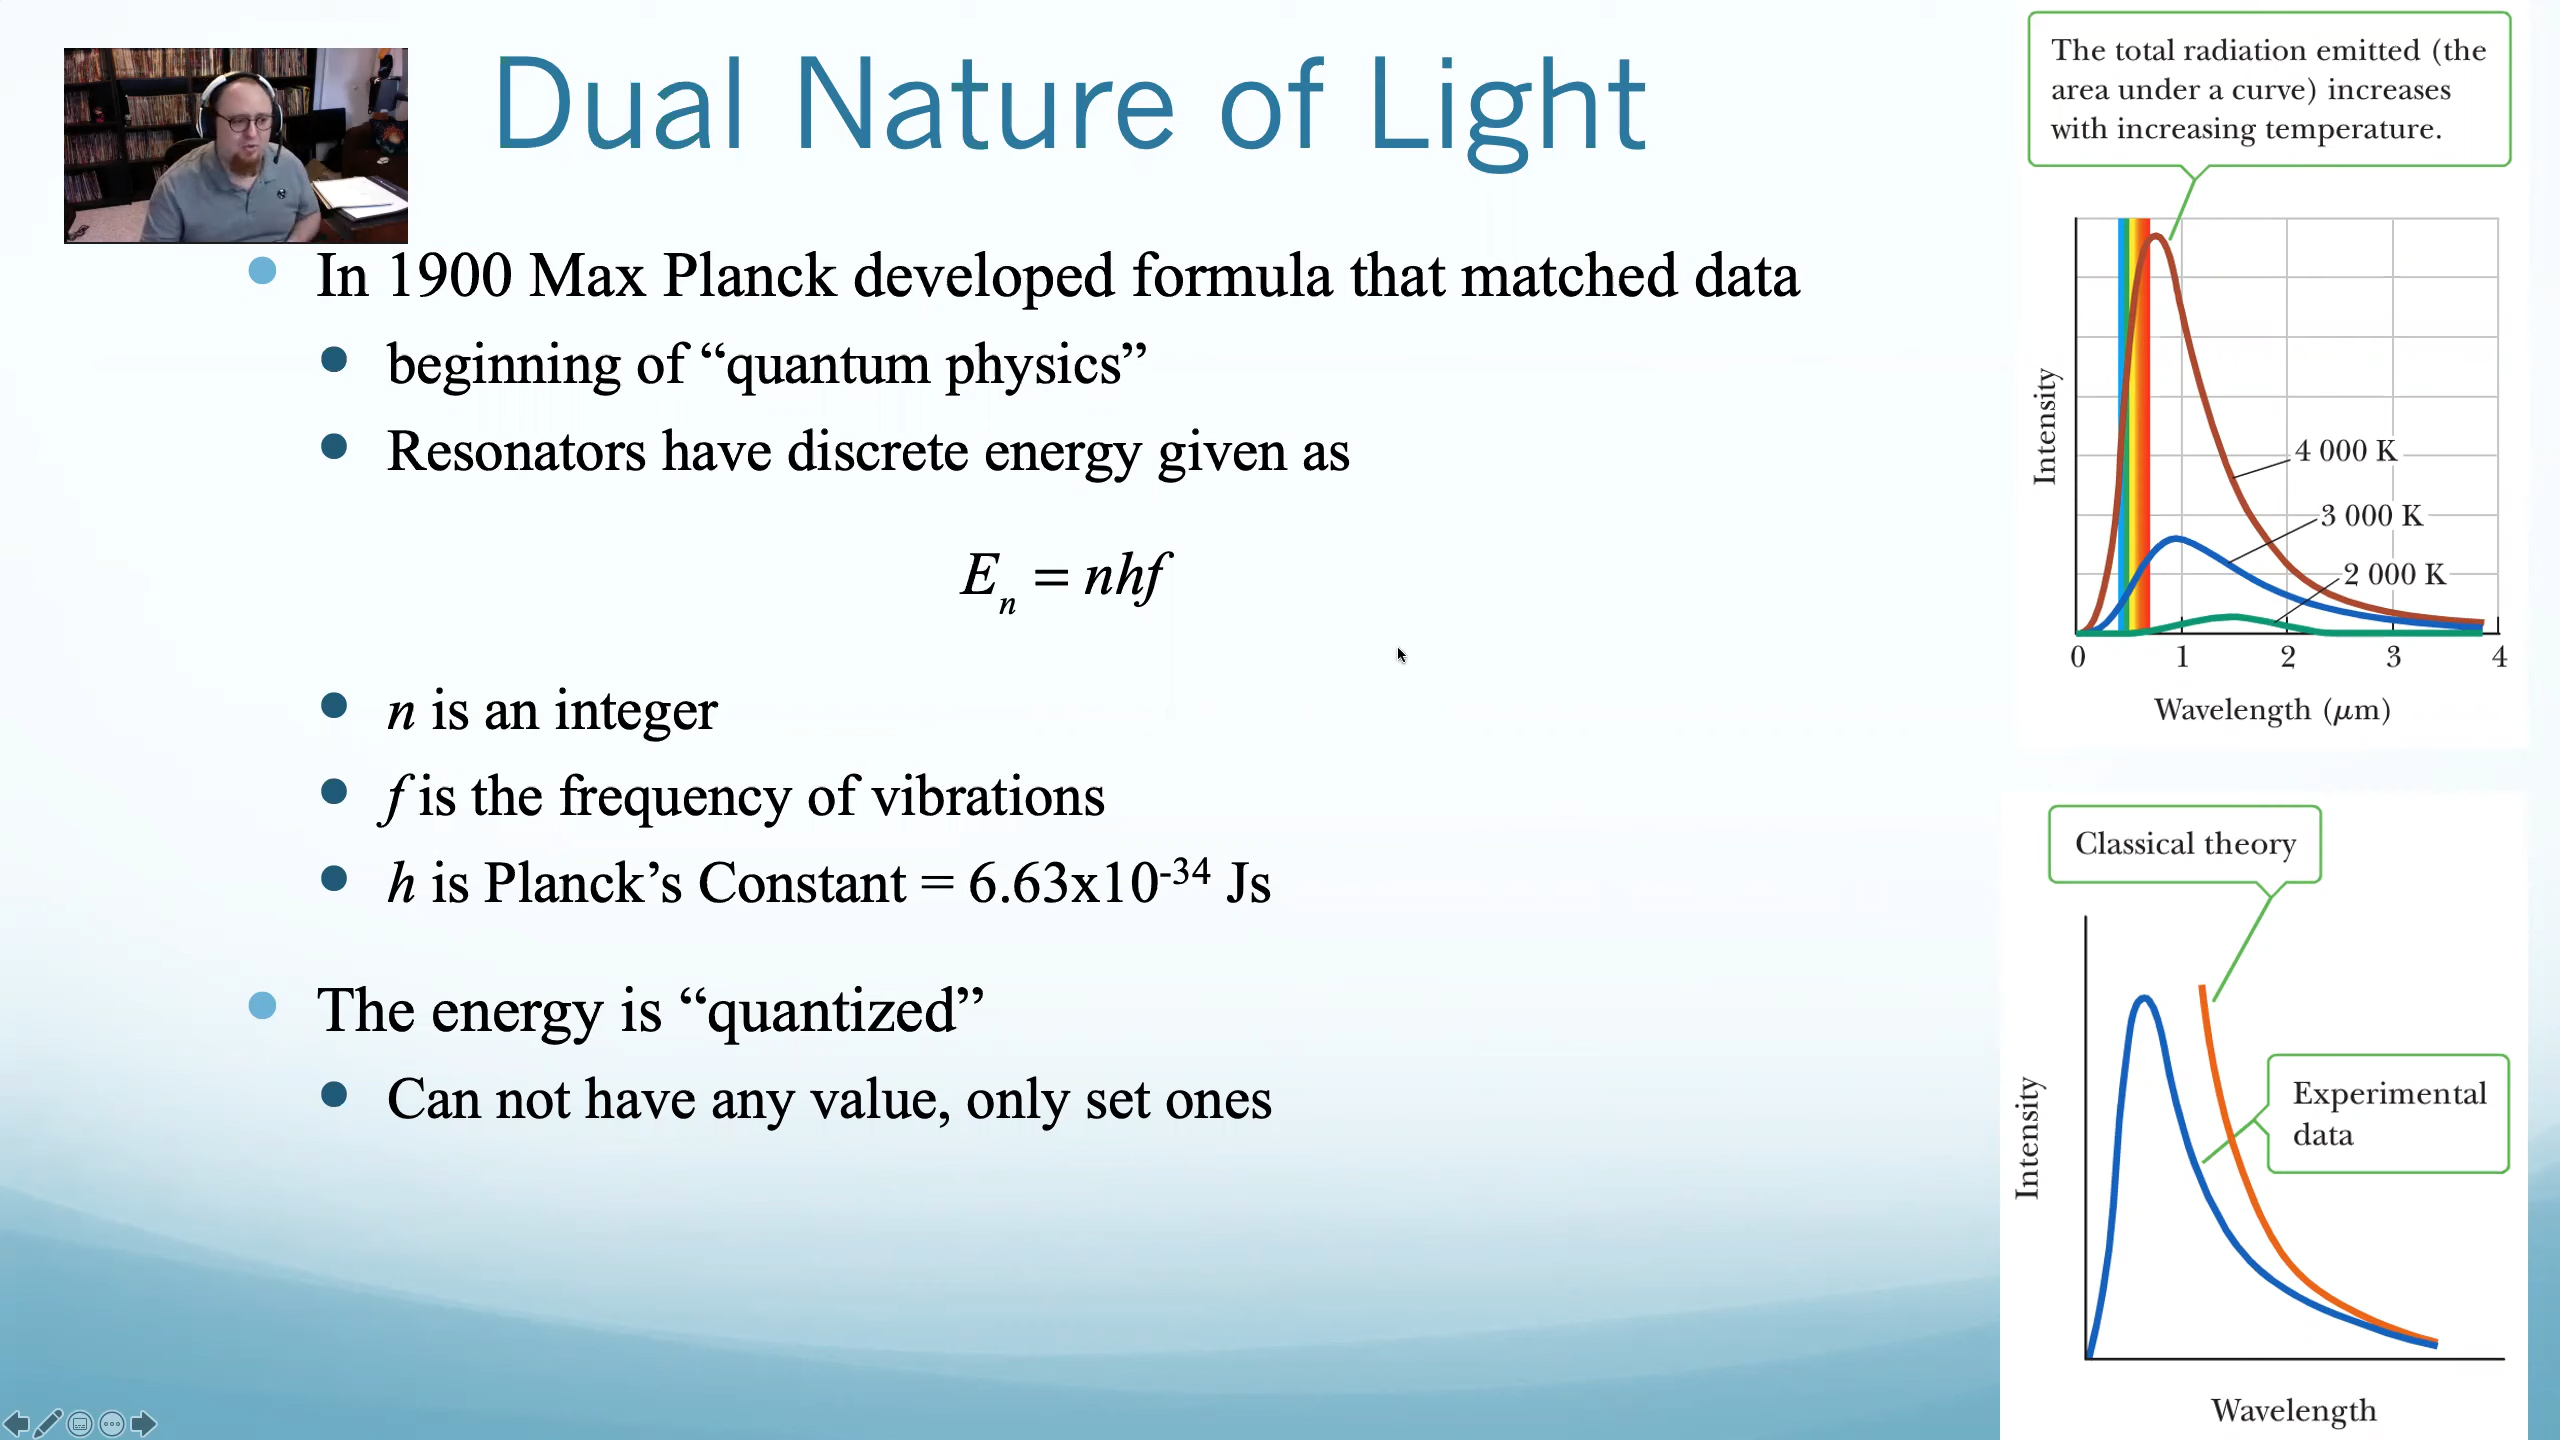 Dual Nature of Light
In 1900 Max Planck developed formula that matched data
beginning of “quantum physics”
Resonators have discrete energy given as
En = nhf
n is an integer
f is the frequency of vibrations
h is Planck’s Constant = 6.63x10-34 Js
The energy is “quantized”
Can not have any value, only set ones
The total radiation emitted (the
area under a curve) increases
with increasing temperature.
Intensity
4 000 K
3 000 K
2 000 K
0 1 2 3 4
Wavelength (μm)
Classical theory
Experimental
data
Intensity
Wavelength